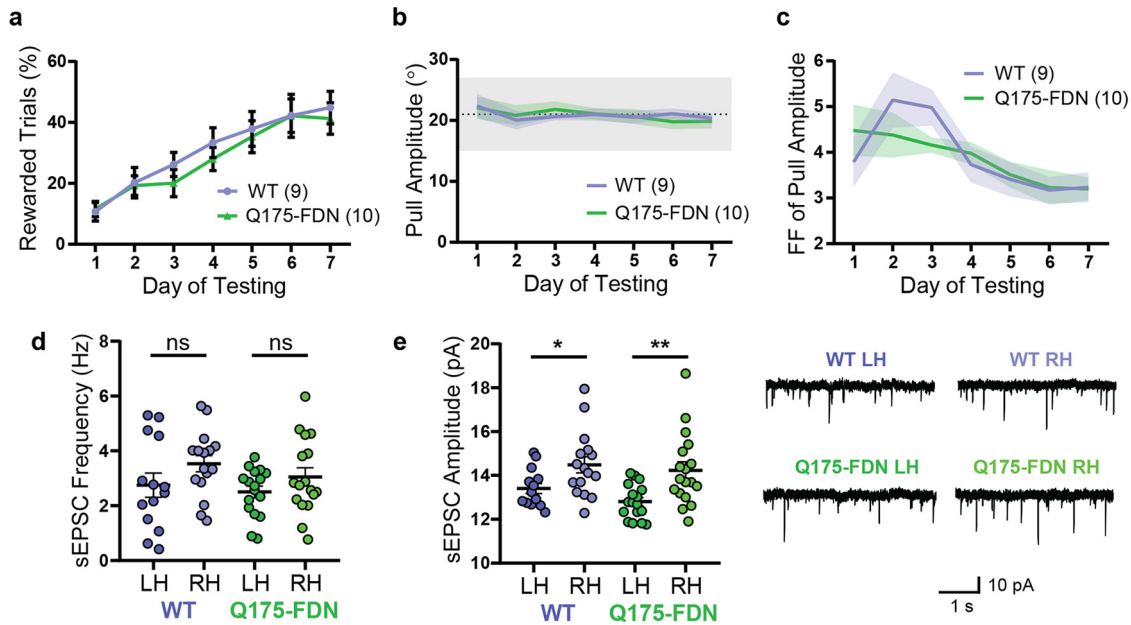 a
Rewarded Trials (%)
60
40
20
0
1 2 3 4 5 6 7
Day of Testing
WT (9)
Q175-FDN (10)
b
Pull Amplitude (°)
30
20
10
0
1 2 3 4 5 6 7
Day of Testing
WT (9)
Q175-FDN (10)
c
FF of Pull Amplitude
6
5
4
3
2
1 2 3 4 5 6 7
Day of Testing
WT (9)
Q175-FDN (10)
d
sEPSC Frequency (Hz)
8
6
4
2
0
ns ns
LH RH LH RH
WT Q175-FDN
e
sEPSC Amplitude (pA)
20
18
16
14
12
10
* **
LH RH LH RH
WT Q175-FDN
WT LH WT RH
Q175-FDN LH Q175-FDN RH
10 pA
1 s